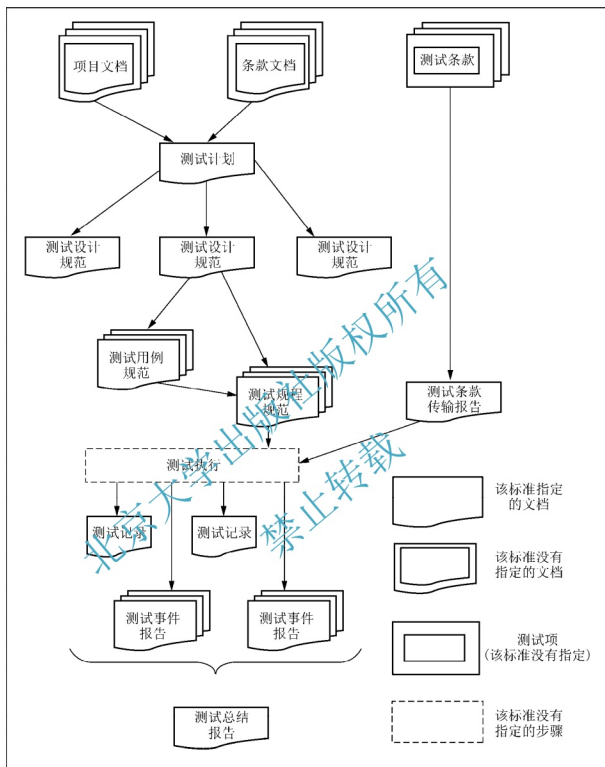 项目文档
条款文档
测试条款
测试计划
测试设计
规范
测试设计
规范
测试设计
规范
测试用例
规范
测试规程
规范
测试条款
传输报告
测试执行
测试记录
测试记录
测试事件
报告
测试事件
报告
测试总结
报告
该标准指定
的文档
该标准没有
指定的文档
测试项
(该标准没有指定)
该标准没有
指定的步骤
北京大学出版社版权所有
禁止转载